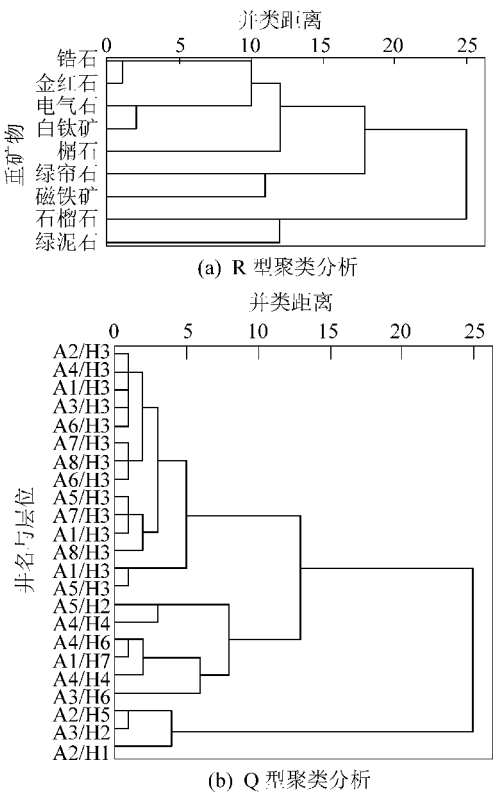 并类距离
0 5 10 15 20 25
重矿物
锆石
金红石
电气石
白钛矿
榍石
绿帘石
磁铁矿
石榴石
绿泥石
(a) R 型聚类分析
并类距离
0 5 10 15 20 25
井名与层位
A2/H3
A4/H3
A1/H3
A3/H3
A6/H3
A7/H3
A8/H3
A6/H3
A5/H3
A7/H3
A1/H3
A8/H3
A1/H3
A5/H3
A5/H2
A4/H4
A4/H6
A1/H7
A4/H4
A3/H6
A2/H5
A3/H2
A2/H1
(b) Q 型聚类分析